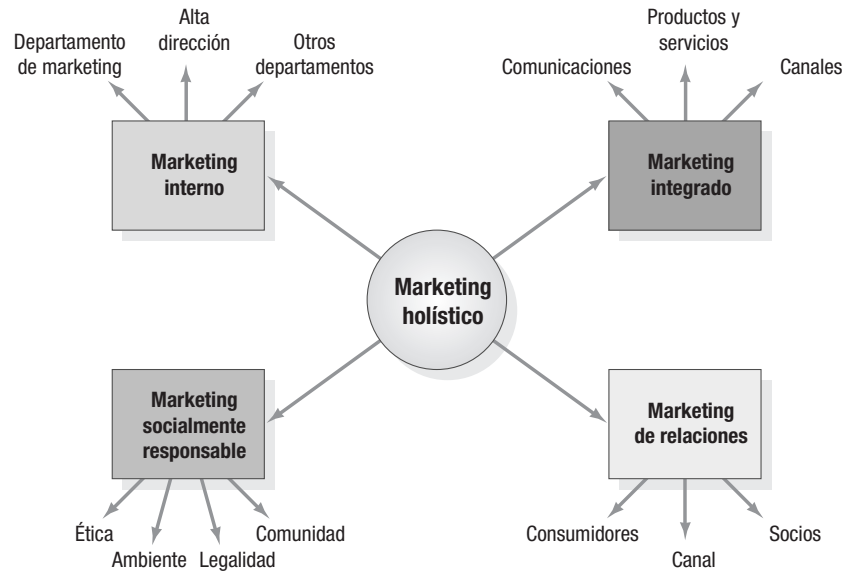 Departamento
de marketing
Alta
dirección
Otros
departamentos
Marketing
interno
Comunicaciones
Productos y
servicios
Canales
Marketing
integrado
Marketing
holístico
Marketing
socialmente
responsable
Ética
Ambiente
Legalidad
Comunidad
Marketing
de relaciones
Consumidores
Canal
Socios